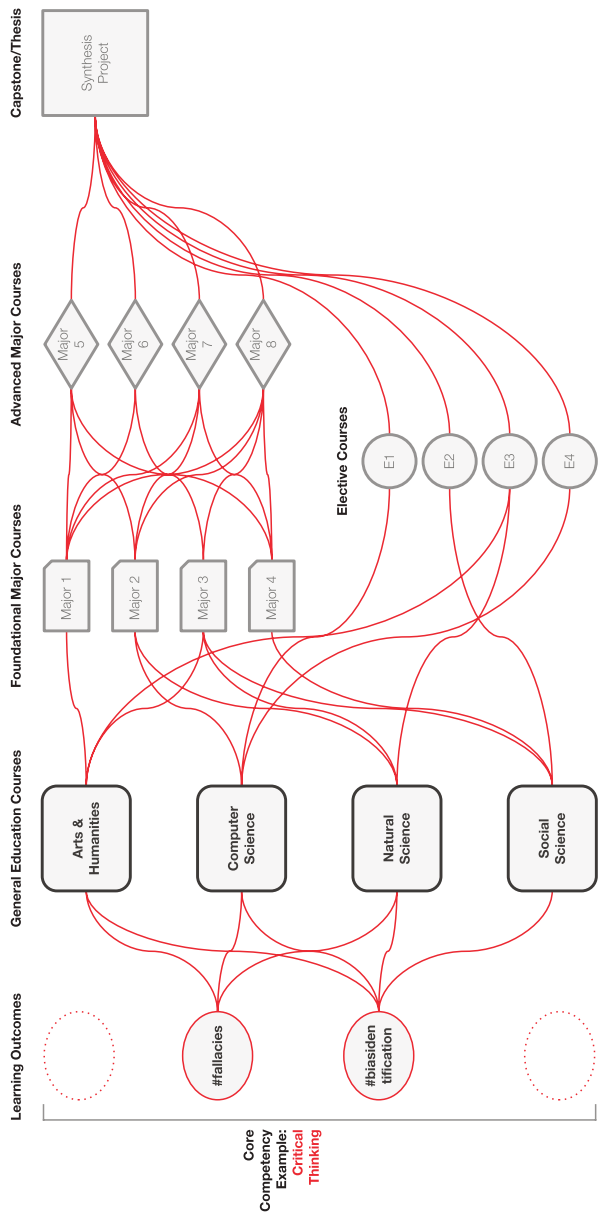 Core
Competency
Example:
Critical
Thinking
Learning Outcomes
#fallacies
#biasiden
tification
General Education Courses
Arts &
Humanities
Computer
Science
Natural
Science
Social
Science
Foundational Major Courses
Major 1
Major 2
Major 3
Major 4
Elective Courses
E1
E2
E3
E4
Advanced Major Courses
Major
5
Major
6
Major
7
Major
8
Capstone/Thesis
Synthesis
Project